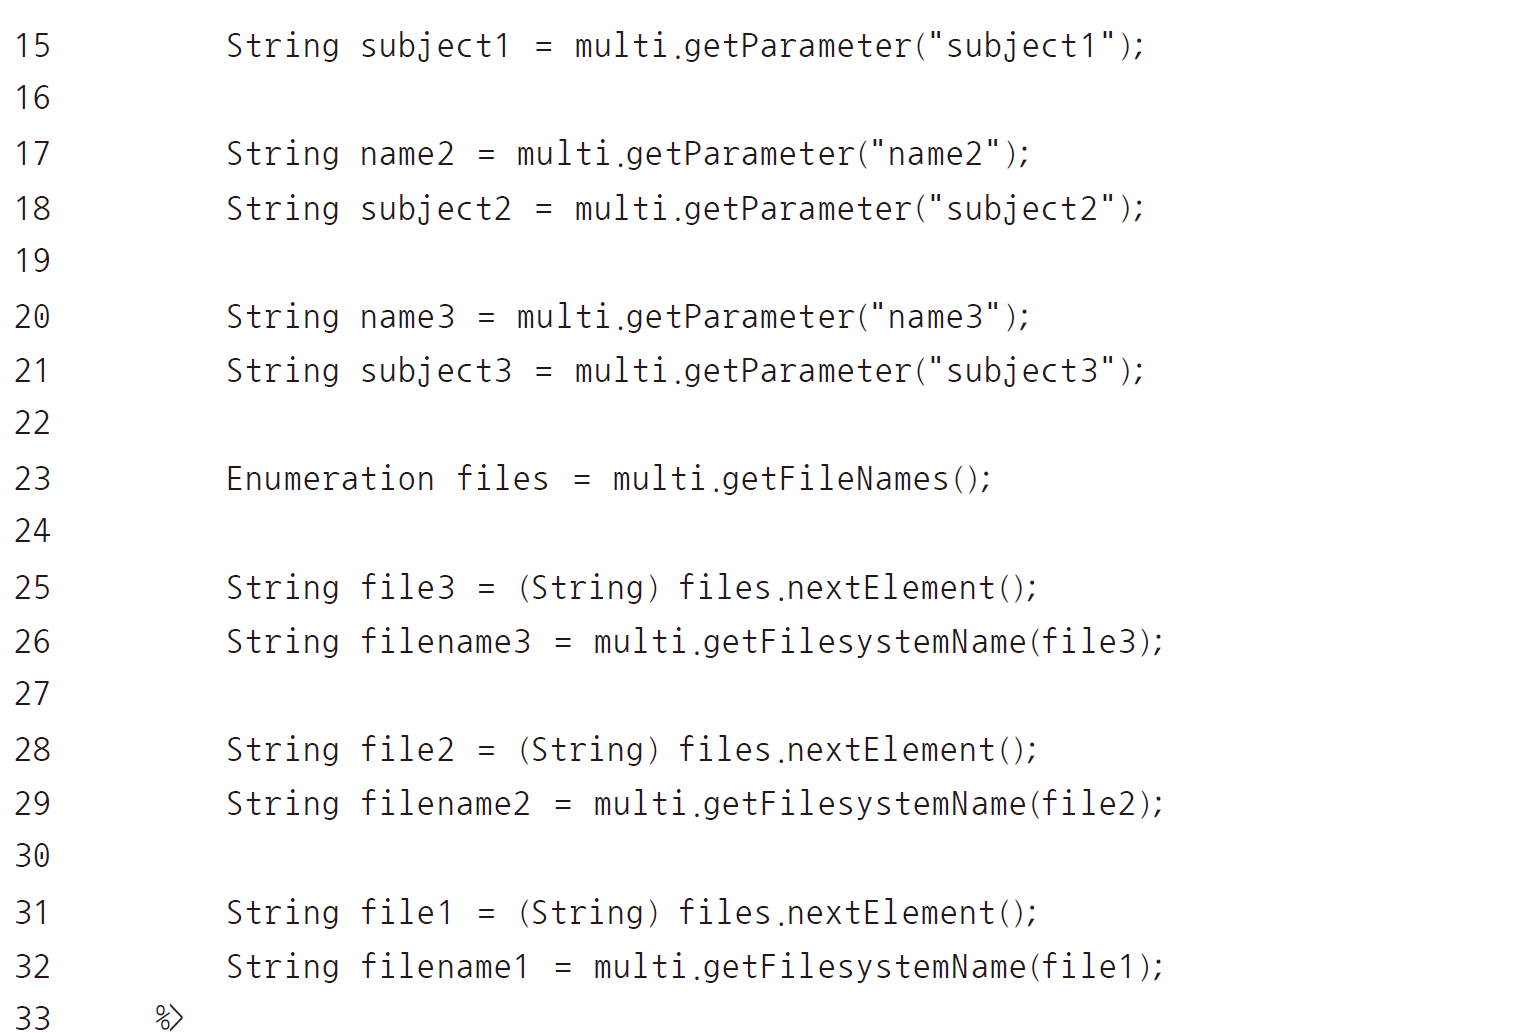 15 String subject1 = multi.getParameter("subject1");
16
17 String name2 = multi.getParameter("name2");
18 String subject2 = multi.getParameter("subject2");
19
20 String name3 = multi.getParameter("name3");
21 String subject3 = multi.getParameter("subject3");
22
23 Enumeration files = multi.getFileNames();
24
25 String file3 = (String) files.nextElement();
26 String filename3 = multi.getFilesystemName(file3);
27
28 String file2 = (String) files.nextElement();
29 String filename2 = multi.getFilesystemName(file2);
30
31 String file1 = (String) files.nextElement();
32 String filename1 = multi.getFilesystemName(file1);
33 %>